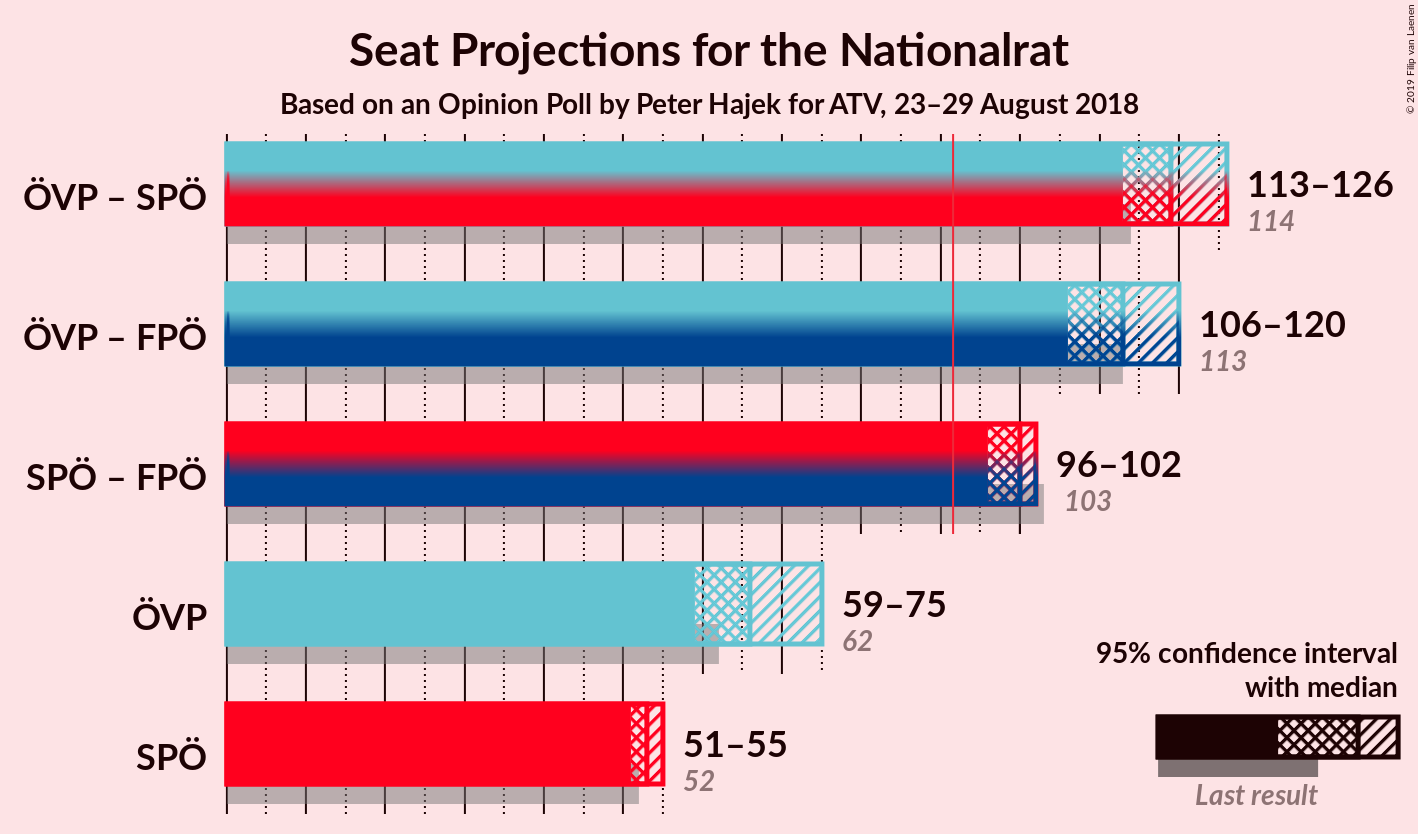 Seat Projections for the Nationalrat
Based on an Opinion Poll by Peter Hajek for ATV, 23–29 August 2018
© 2019 Filip van Laenen
ÖVP – SPÖ
113–126
114
ÖVP – FPÖ
106–120
113
SPÖ – FPÖ
96–102
103
ÖVP
59–75
62
SPÖ
51–55
52
95% confidence interval
with median
Last result